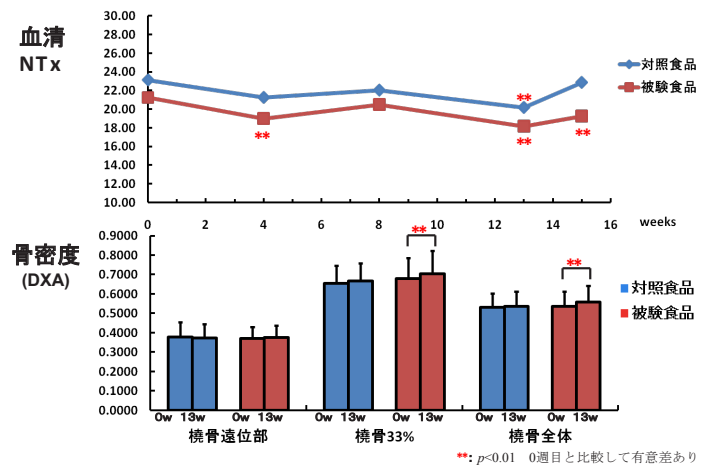 血清
NTx
30.00
28.00
26.00
24.00
22.00
20.00
18.00
16.00
14.00
12.00
10.00
**
**
**
**
対照食品
被験食品
0 2 4 6 8 10 12 14 16 weeks
骨密度
(DXA)
0.9000
0.8000
0.7000
0.6000
0.5000
0.4000
0.3000
0.2000
0.1000
0.0000
**
**
対照食品
被験食品
0w 13w 0w 13w 0w 13w 0w 13w 0w 13w 0w 13w
橈骨遠位部 橈骨33% 橈骨全体
**: p<0.01 0週目と比較して有意差あり